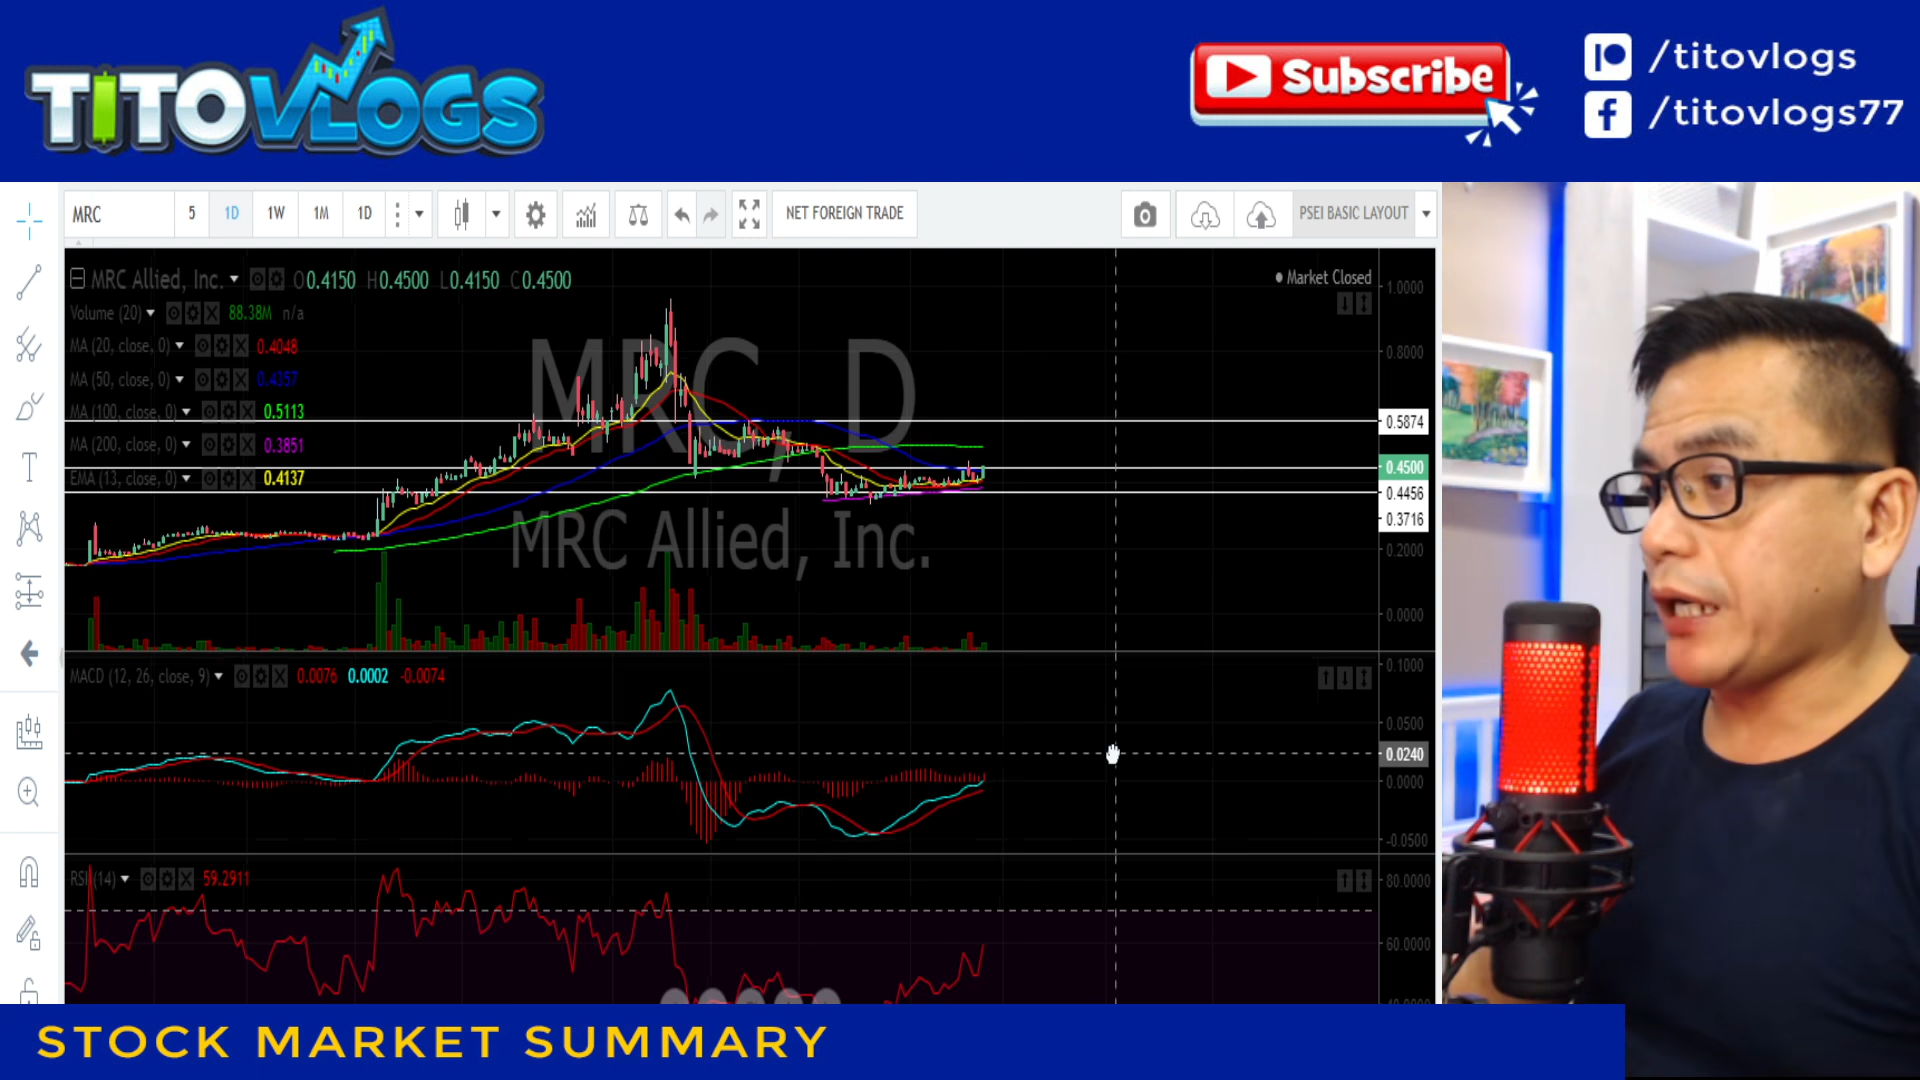 TITOVLOGS
Subscribe
/titovlogs
/titovlogs77
MRC 5 1D 1W 1M 1D NET FOREIGN TRADE PSEI BASIC LAYOUT
MRC Allied, Inc. O0.4150 H0.4500 L0.4150 C0.4500
Market Closed
Volume (20) 88.38M n/a
MA (20, close, 0) 0.4048
MA (50, close, 0) 0.4357
MA (100, close, 0) 0.5113
MA (200, close, 0) 0.3851
EMA (13, close, 0) 0.4137
MRC, D
MRC Allied, Inc.
1.0000
0.8000
0.5874
0.4500
0.4456
0.3716
0.2000
0.0000
MACD (12, 26, close, 9) 0.0076 0.0002 -0.0074
0.1000
0.0500
0.0240
0.0000
-0.0500
RSI (14) 59.2911
80.0000
60.0000
STOCK MARKET SUMMARY